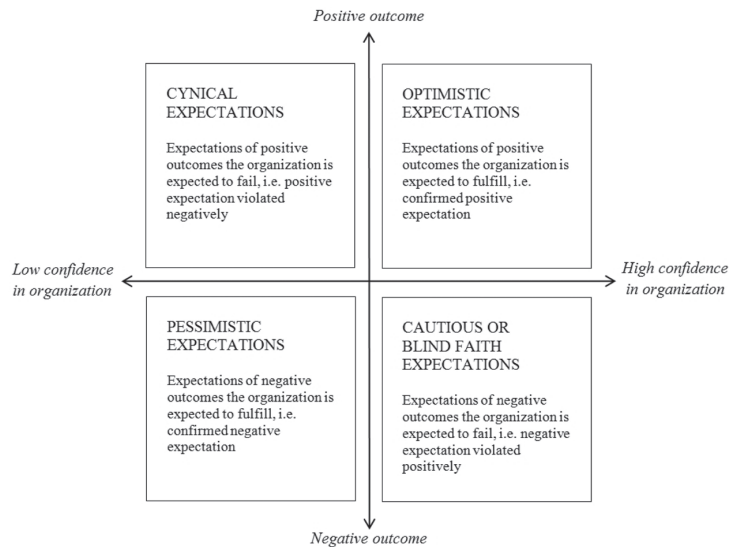 Positive outcome
CYNICAL
EXPECTATIONS
Expectations of positive
outcomes the organization is
expected to fail, i.e. positive
expectation violated
negatively
OPTIMISTIC
EXPECTATIONS
Expectations of positive
outcomes the organization is
expected to fulfill, i.e.
confirmed positive
expectation
Low confidence
in organization
High confidence
in organization
PESSIMISTIC
EXPECTATIONS
Expectations of negative
outcomes the organization is
expected to fulfill, i.e.
confirmed negative
expectation
CAUTIOUS OR
BLIND FAITH
EXPECTATIONS
Expectations of negative
outcomes the organization is
expected to fail, i.e. negative
expectation violated
positively
Negative outcome